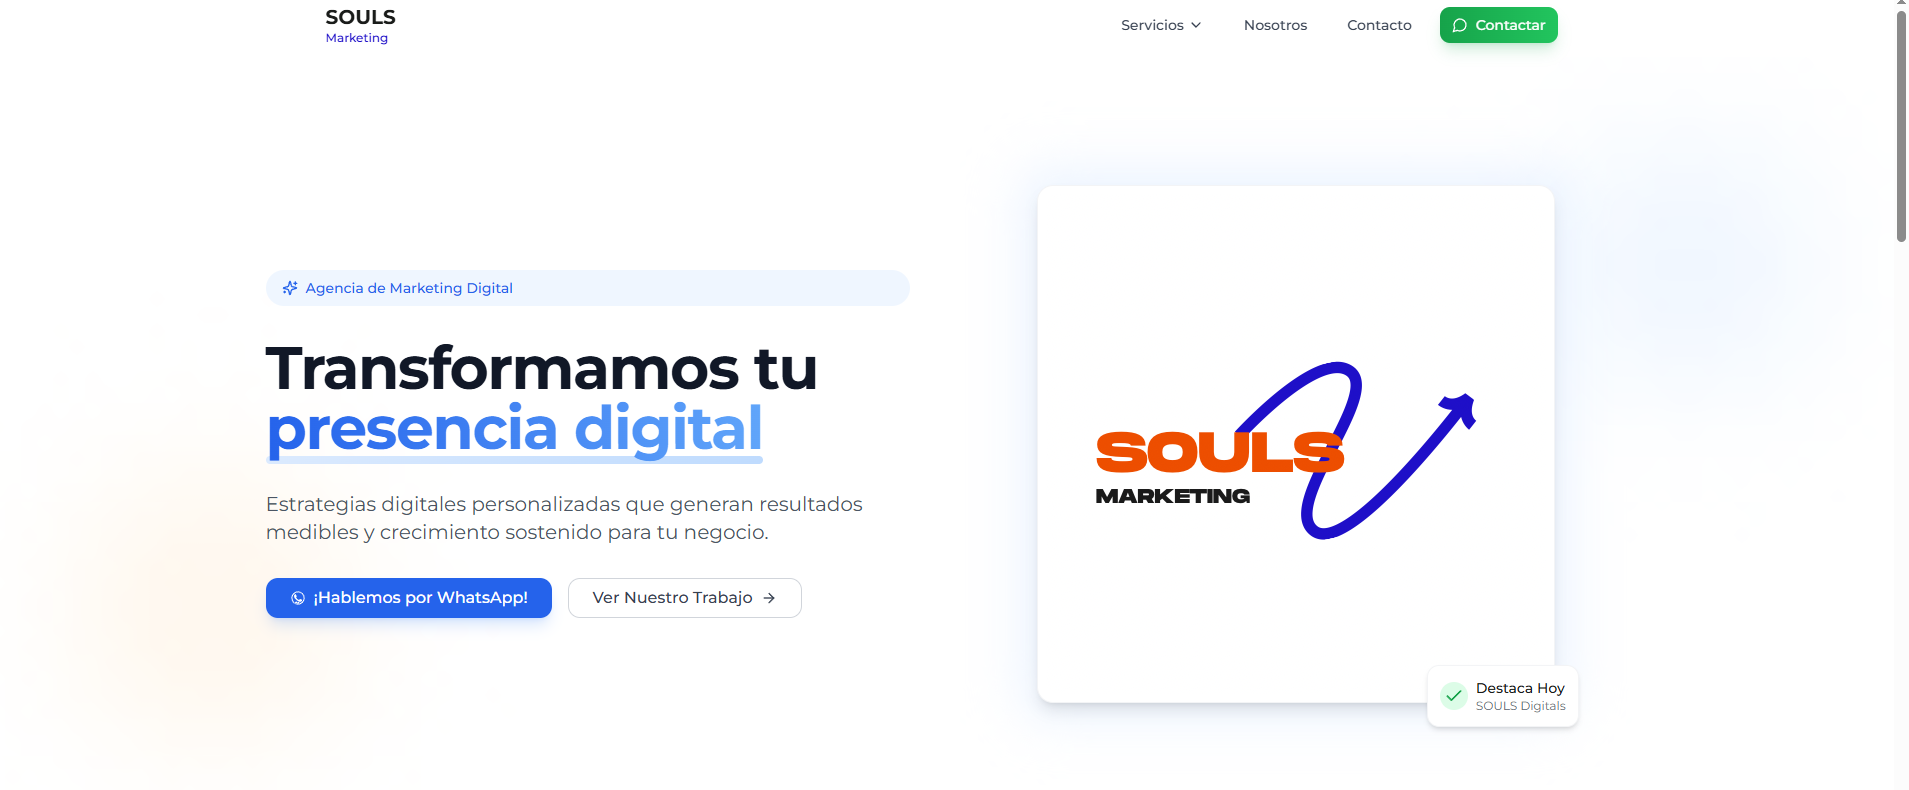 SOULS
Marketing
Servicios
Nosotros
Contacto
Contactar
Agencia de Marketing Digital
Transformamos tu
presencia digital
Estrategias digitales personalizadas que generan resultados
medibles y crecimiento sostenido para tu negocio.
¡Hablemos por WhatsApp!
Ver Nuestro Trabajo
SOULS
MARKETING
Destaca Hoy
SOULS Digitals